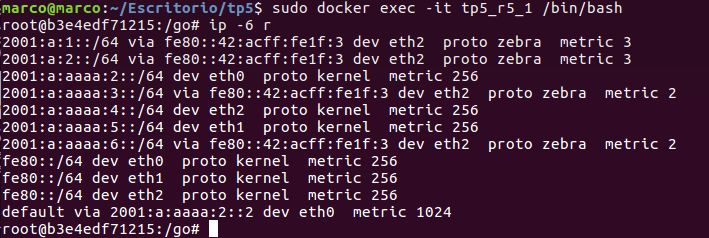 marco@marco:~/Escritorio/tp5$ sudo docker exec -it tp5_r5_1 /bin/bash
root@b3e4edf71215:/go# ip -6 r
2001:a:1::/64 via fe80::42:acff:fe1f:3 dev eth2  proto zebra  metric 3
2001:a:2::/64 via fe80::42:acff:fe1f:3 dev eth2  proto zebra  metric 3
2001:a:aaaa:2::/64 dev eth0  proto kernel  metric 256
2001:a:aaaa:3::/64 via fe80::42:acff:fe1f:3 dev eth2  proto zebra  metric 2
2001:a:aaaa:4::/64 dev eth2  proto kernel  metric 256
2001:a:aaaa:5::/64 dev eth1  proto kernel  metric 256
2001:a:aaaa:6::/64 via fe80::42:acff:fe1f:3 dev eth2  proto zebra  metric 2
fe80::/64 dev eth0  proto kernel  metric 256
fe80::/64 dev eth1  proto kernel  metric 256
fe80::/64 dev eth2  proto kernel  metric 256
default via 2001:a:aaaa:2::2 dev eth0  metric 1024
root@b3e4edf71215:/go#